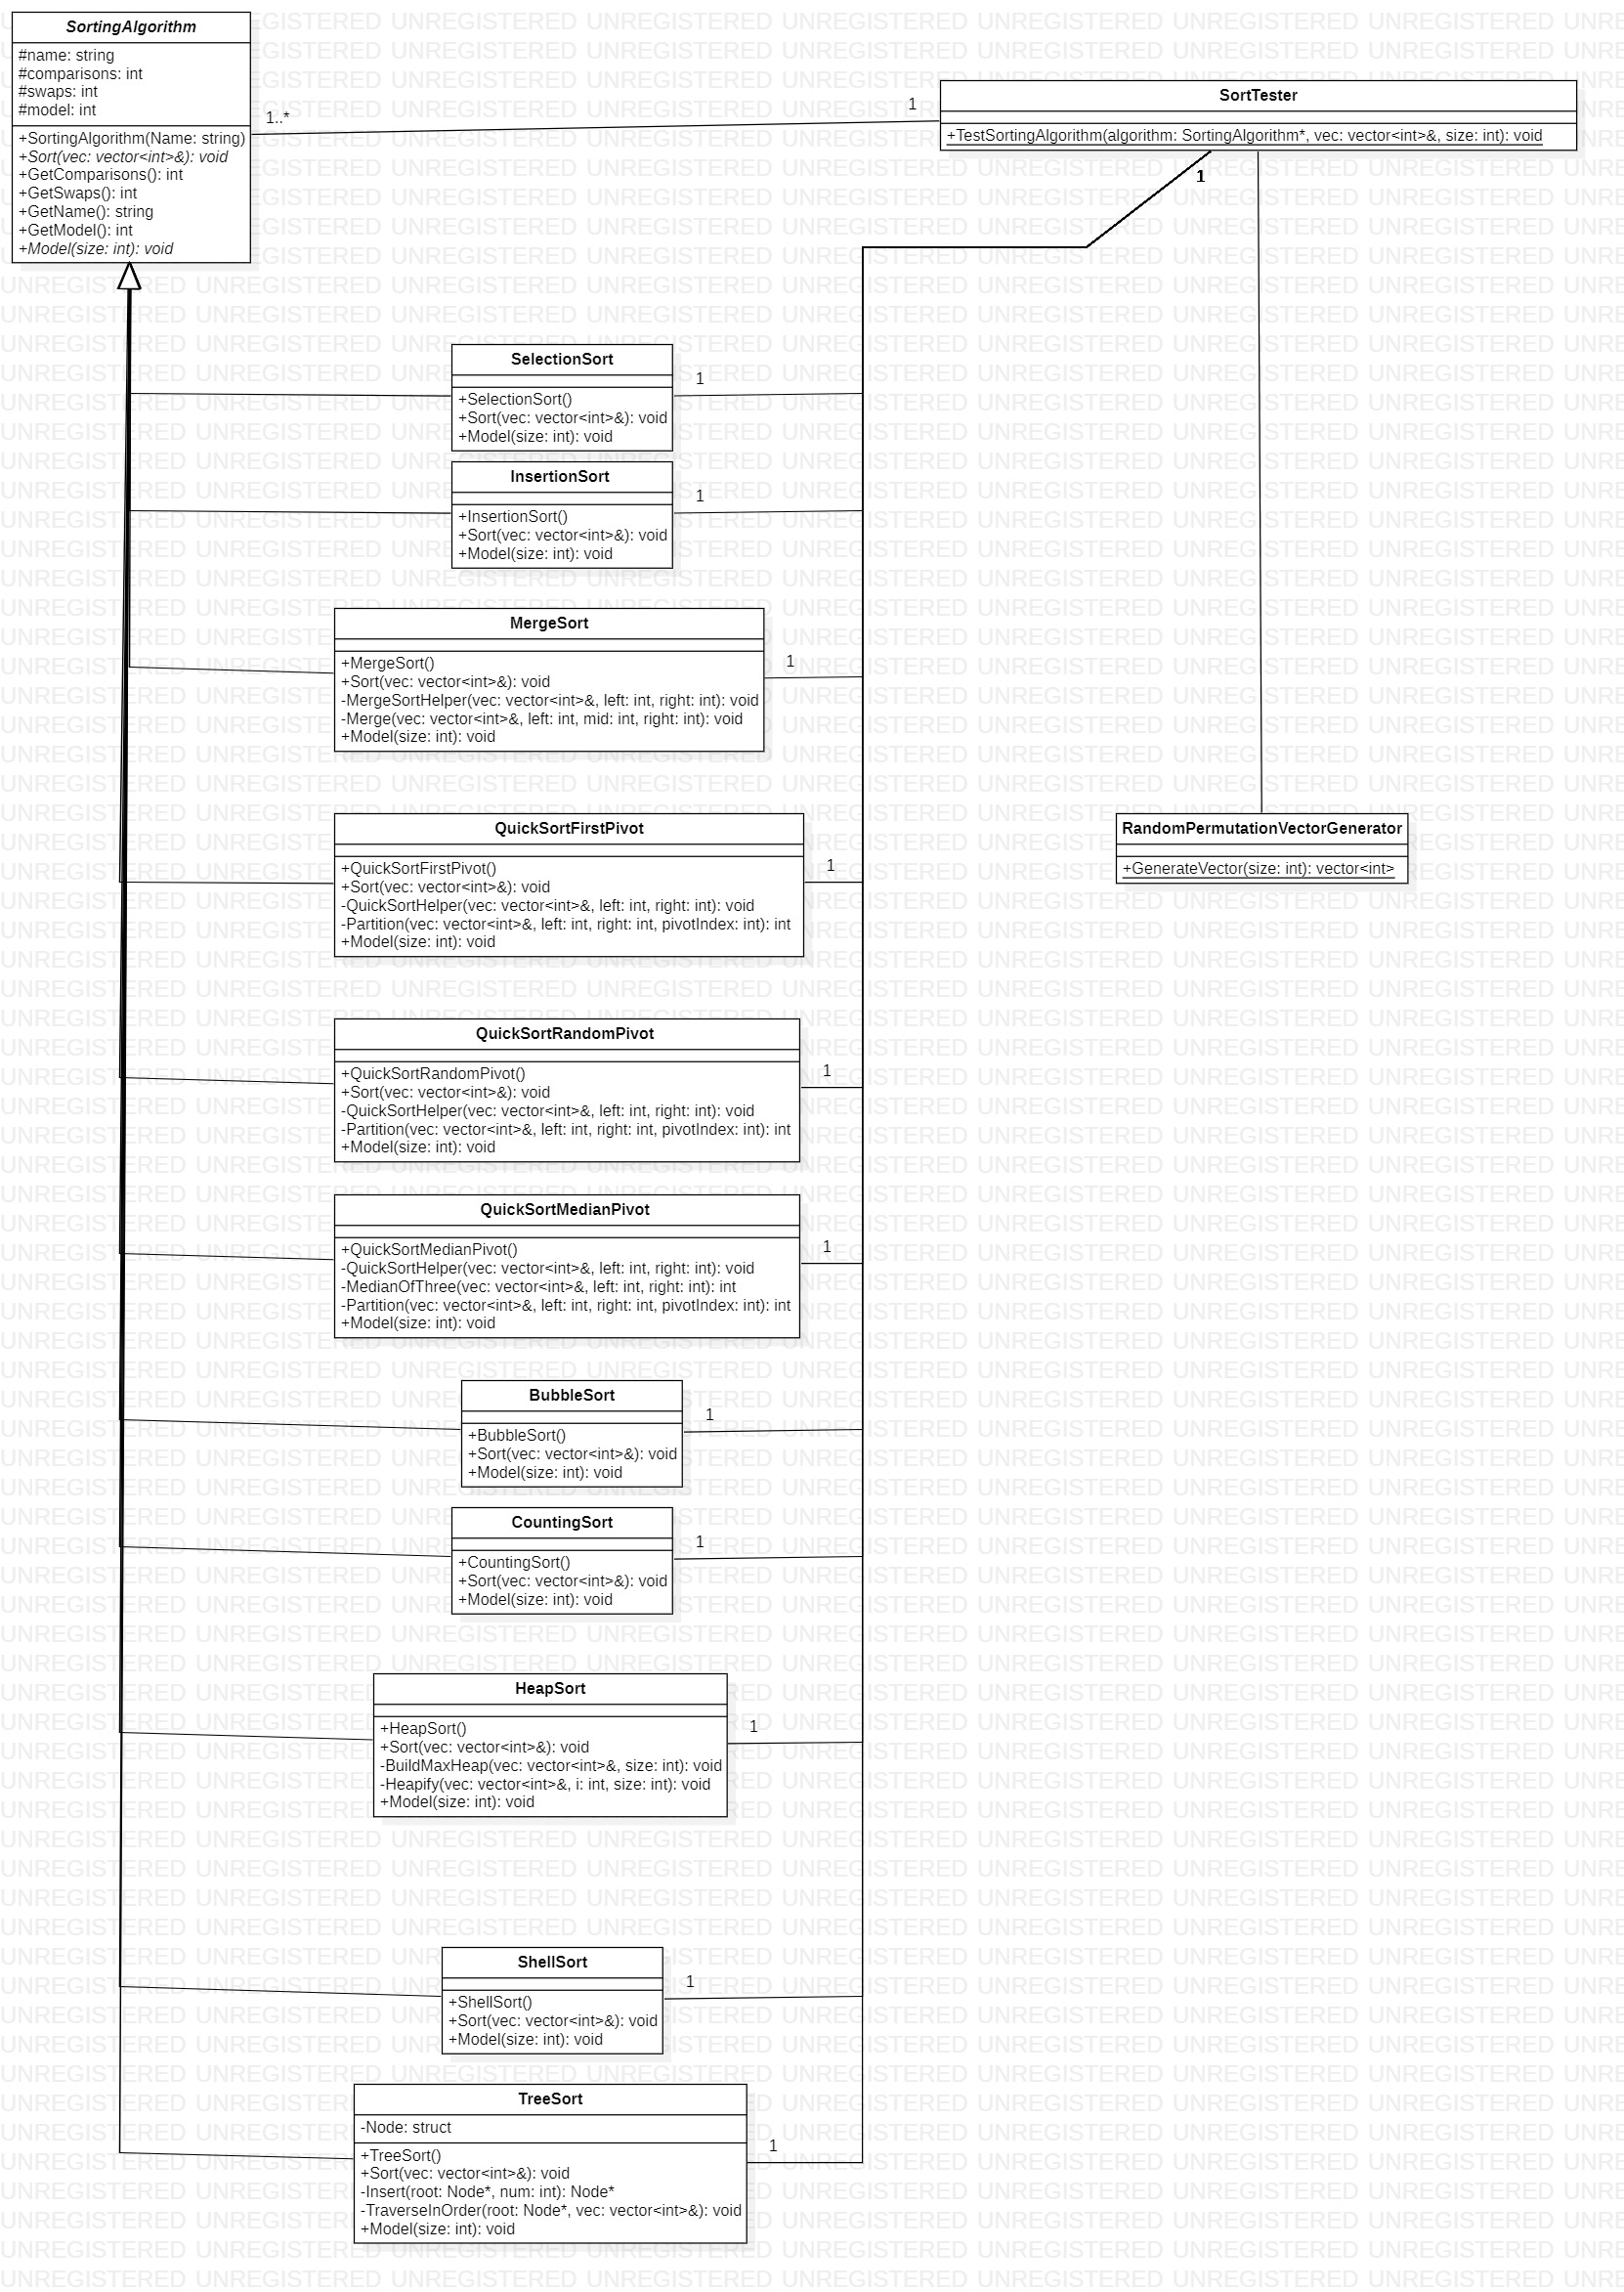 SortingAlgorithm
#name: string
#comparisons: int
#swaps: int
#model: int
+SortingAlgorithm(Name: string)
+Sort(vec: vector<int>&): void
+GetComparisons(): int
+GetSwaps(): int
+GetName(): string
+GetModel(): int
+Model(size: int): void
1..*
1
SortTester
+TestSortingAlgorithm(algorithm: SortingAlgorithm*, vec: vector<int>&, size: int): void
1
SelectionSort
+SelectionSort()
+Sort(vec: vector<int>&): void
+Model(size: int): void
1
InsertionSort
+InsertionSort()
+Sort(vec: vector<int>&): void
+Model(size: int): void
1
MergeSort
+MergeSort()
+Sort(vec: vector<int>&): void
-MergeSortHelper(vec: vector<int>&, left: int, right: int): void
-Merge(vec: vector<int>&, left: int, mid: int, right: int): void
+Model(size: int): void
1
QuickSortFirstPivot
+QuickSortFirstPivot()
+Sort(vec: vector<int>&): void
-QuickSortHelper(vec: vector<int>&, left: int, right: int): void
-Partition(vec: vector<int>&, left: int, right: int, pivotIndex: int): int
+Model(size: int): void
1
RandomPermutationVectorGenerator
+GenerateVector(size: int): vector<int>
QuickSortRandomPivot
+QuickSortRandomPivot()
+Sort(vec: vector<int>&): void
-QuickSortHelper(vec: vector<int>&, left: int, right: int): void
-Partition(vec: vector<int>&, left: int, right: int, pivotIndex: int): int
+Model(size: int): void
1
QuickSortMedianPivot
+QuickSortMedianPivot()
-QuickSortHelper(vec: vector<int>&, left: int, right: int): void
-MedianOfThree(vec: vector<int>&, left: int, right: int): int
-Partition(vec: vector<int>&, left: int, right: int, pivotIndex: int): int
+Model(size: int): void
1
BubbleSort
+BubbleSort()
+Sort(vec: vector<int>&): void
+Model(size: int): void
1
CountingSort
+CountingSort()
+Sort(vec: vector<int>&): void
+Model(size: int): void
1
HeapSort
+HeapSort()
+Sort(vec: vector<int>&): void
-BuildMaxHeap(vec: vector<int>&, size: int): void
-Heapify(vec: vector<int>&, i: int, size: int): void
+Model(size: int): void
1
ShellSort
+ShellSort()
+Sort(vec: vector<int>&): void
+Model(size: int): void
1
TreeSort
-Node: struct
+TreeSort()
+Sort(vec: vector<int>&): void
-Insert(root: Node*, num: int): Node*
-TraverseInOrder(root: Node*, vec: vector<int>&): void
+Model(size: int): void
1
UNREGISTERED